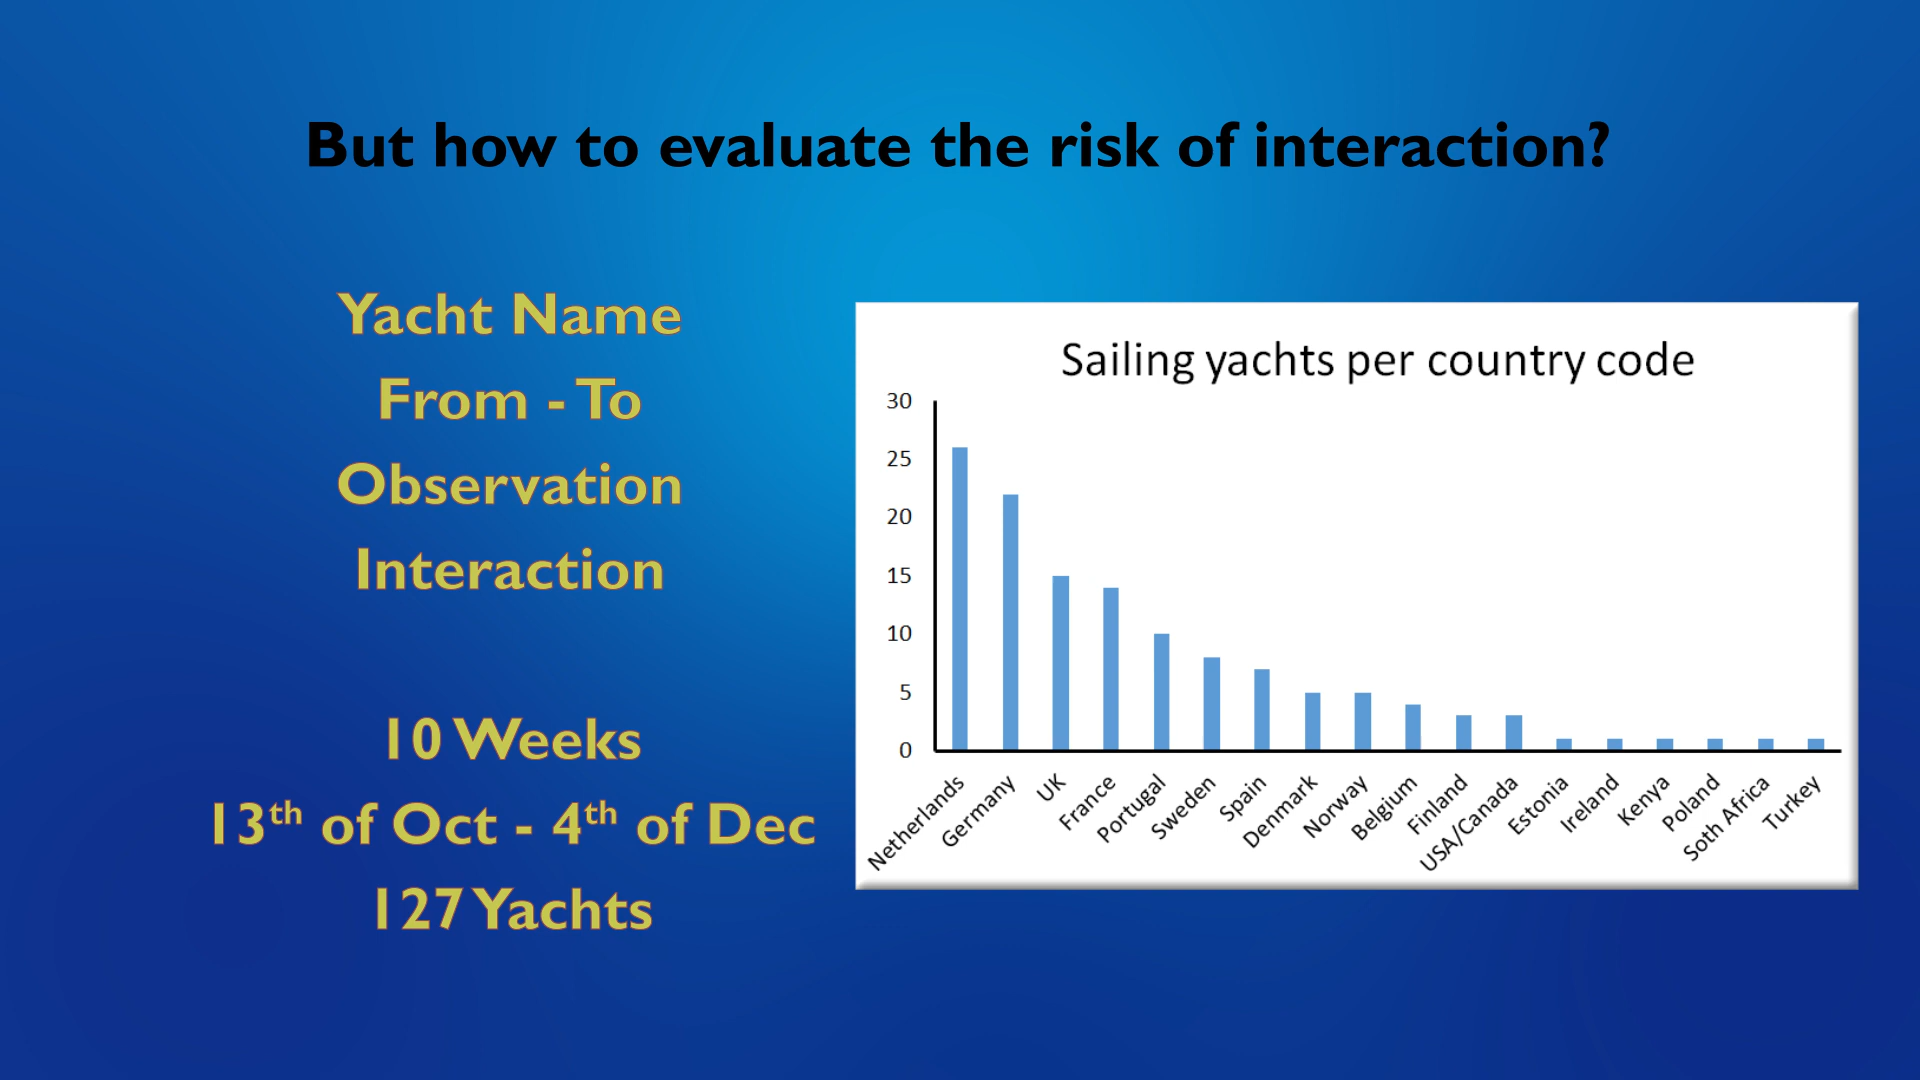 But how to evaluate the risk of interaction?
Yacht Name
From - To
Observation
Interaction
10 Weeks
13th of Oct - 4th of Dec
127 Yachts
Sailing yachts per country code
30
25
20
15
10
5
0
Netherlands
Germany
UK
France
Portugal
Sweden
Spain
Denmark
Norway
Belgium
Finland
USA/Canada
Estonia
Ireland
Kenya
Poland
Soth Africa
Turkey